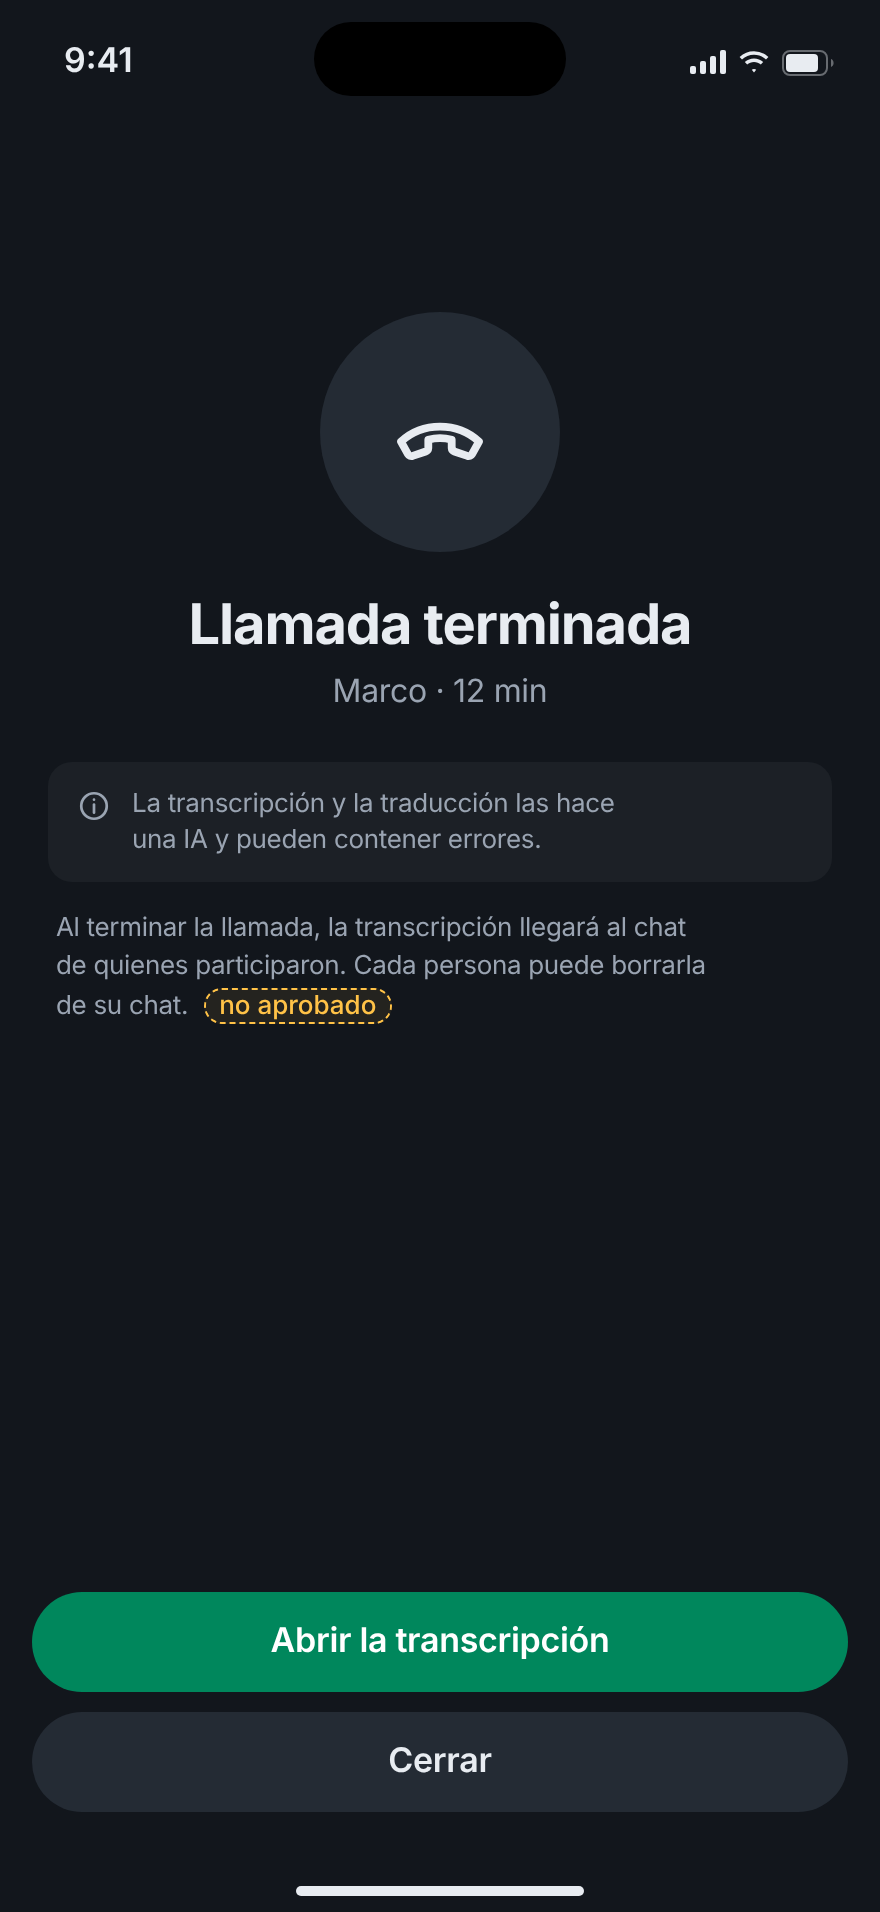 9:41
Llamada terminada
Marco · 12 min
La transcripción y la traducción las hace
una IA y pueden contener errores.
Al terminar la llamada, la transcripción llegará al chat
de quienes participaron. Cada persona puede borrarla
de su chat. no aprobado
Abrir la transcripción
Cerrar